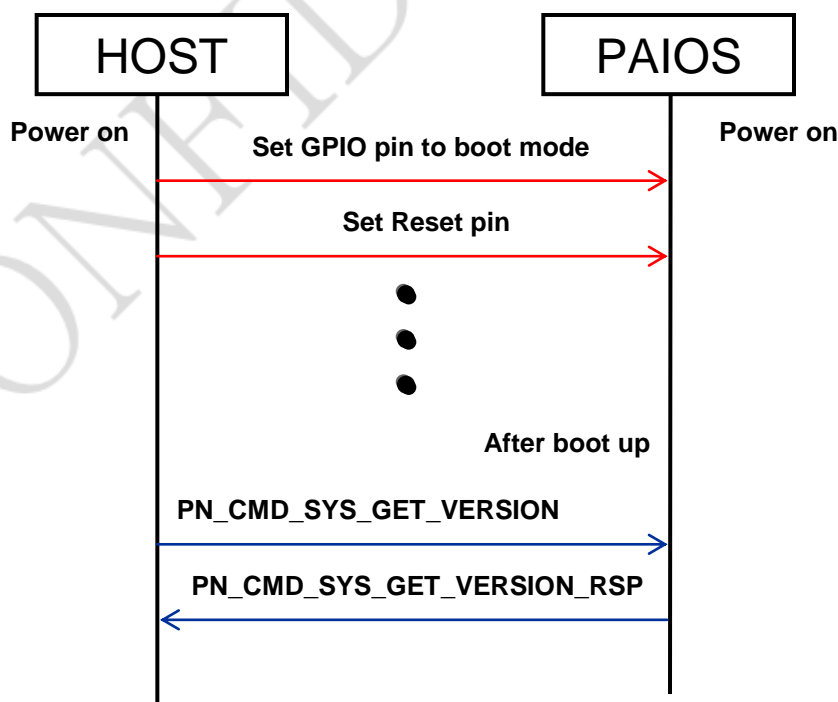 HOST
PAIOS
Power on
Power on
Set GPIO pin to boot mode
Set Reset pin
After boot up
PN_CMD_SYS_GET_VERSION
PN_CMD_SYS_GET_VERSION_RSP